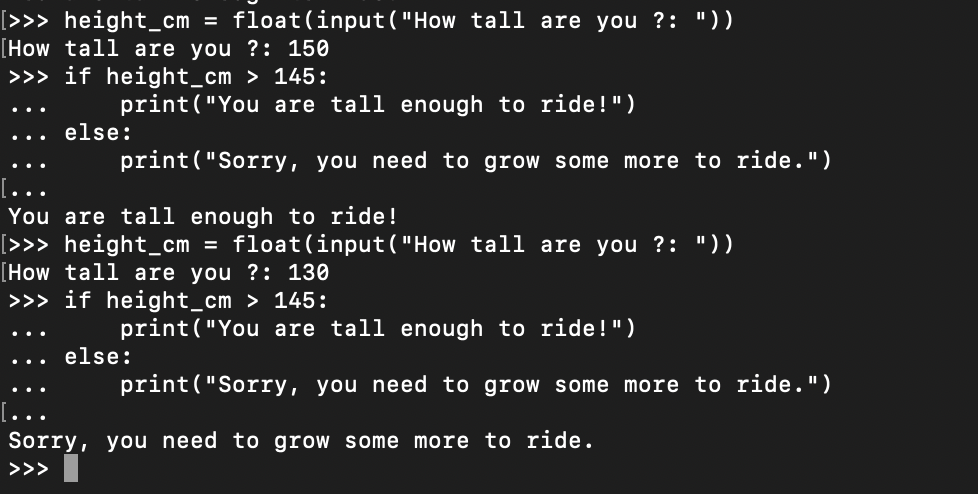 [>>> height_cm = float(input("How tall are you ?: "))
[How tall are you ?: 150
>>> if height_cm > 145:
...     print("You are tall enough to ride!")
... else:
...     print("Sorry, you need to grow some more to ride.")
[...
You are tall enough to ride!
[>>> height_cm = float(input("How tall are you ?: "))
[How tall are you ?: 130
>>> if height_cm > 145:
...     print("You are tall enough to ride!")
... else:
...     print("Sorry, you need to grow some more to ride.")
[...
Sorry, you need to grow some more to ride.
>>>